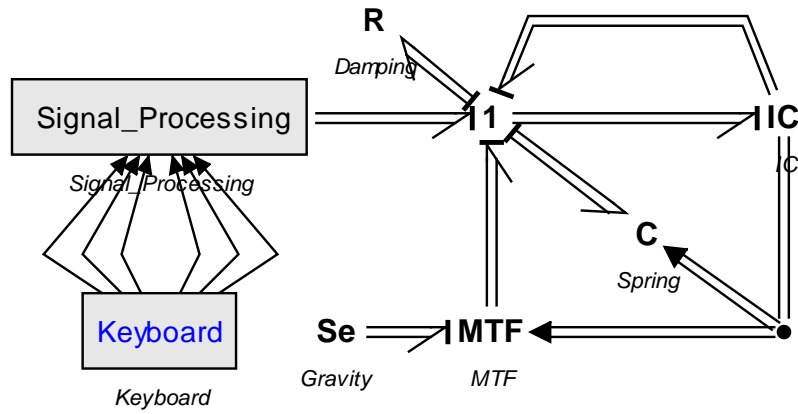 R
Damping
Signal_Processing
1
IC
Signal_Processing
IC
C
Spring
Keyboard
Se
MTF
Keyboard
Gravity
MTF